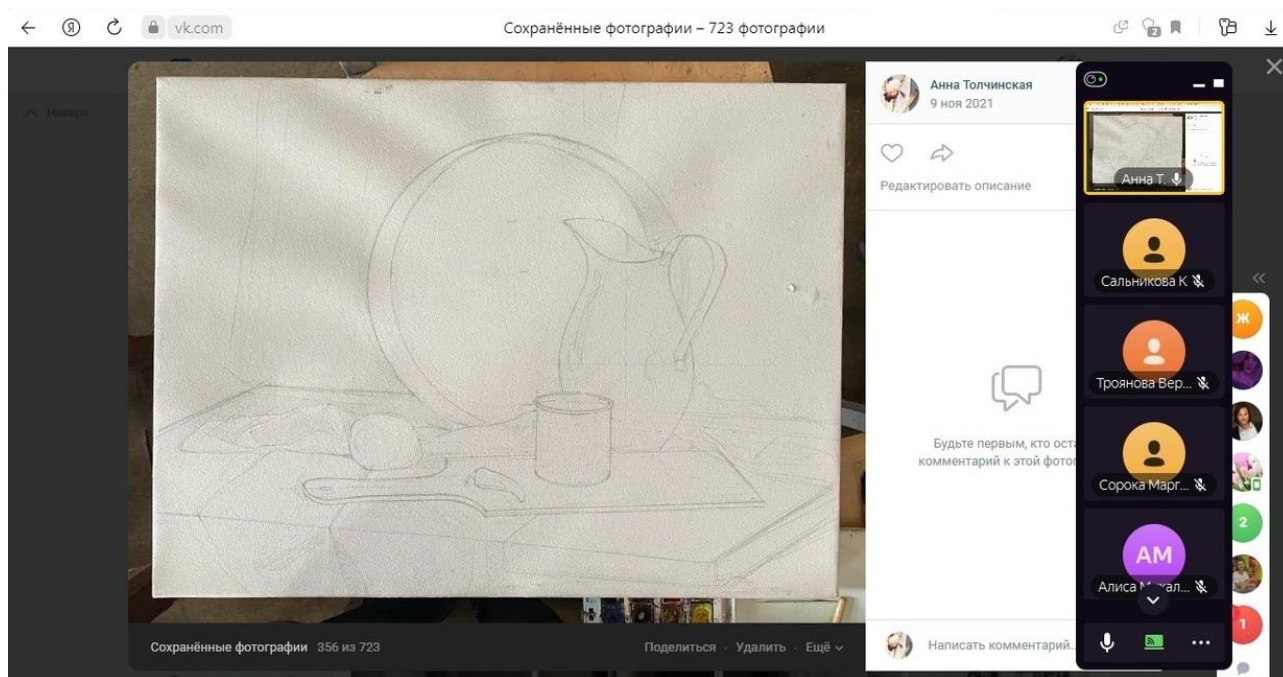 Я
vk.com
Сохранённые фотографии – 723 фотографии
2
Наверх
Анна Толчинская
9 ноя 2021
Редактировать описание
Будьте первым, кто
комментарий к этой
Написать комментарий..
Сохранённые фотографии 356 из 723
Поделиться · Удалить · Ещё
Анна Т.
Сальникова К
Троянова Вер...
Сорока Марг...
АМ
Алиса
Ж
2
1